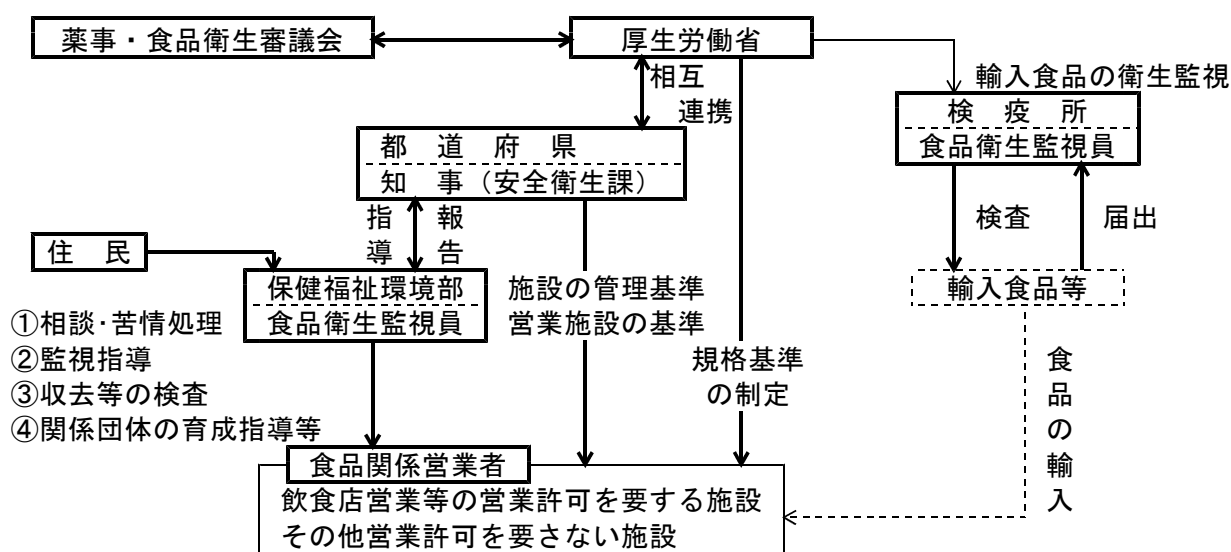 薬事・食品衛生審議会
厚生労働省
相互
連携
輸入食品の衛生監視
検疫所
食品衛生監視員
都道府県
知事（安全衛生課）
指導
報告
検査
届出
住民
保健福祉環境部
食品衛生監視員
施設の管理基準
営業施設の基準
輸入食品等
①相談・苦情処理
②監視指導
③収去等の検査
④関係団体の育成指導等
規格基準
の制定
食品の輸入
食品関係営業者
飲食店営業等の営業許可を要する施設
その他営業許可を要さない施設